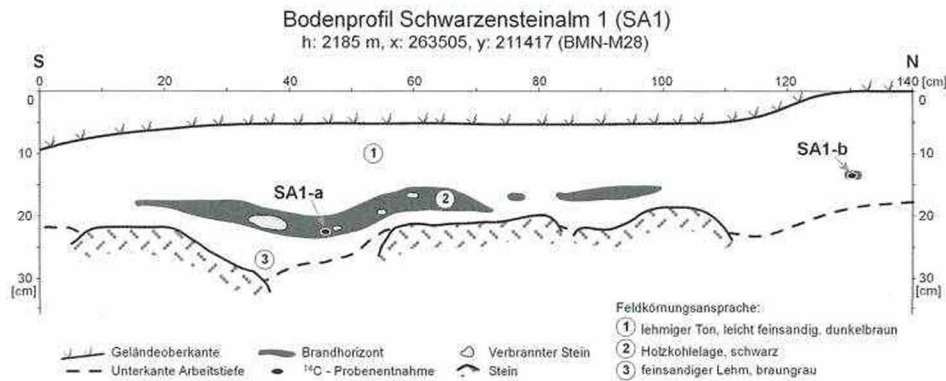 Bodenprofil Schwarzensteinalm 1 (SA1)
h: 2185 m, x: 263505, y: 211417 (BMN-M28)
S N
0 20 40 60 80 100 120 140 [cm]
0 0
10 10
20 20
30 30
[cm] [cm]
1
SA1-b
SA1-a
2
3
Feldkörnungsansprache:
1 lehmiger Ton, leicht feinsandig, dunkelbraun
2 Holzkohlelage, schwarz
3 feinsandiger Lehm, braungrau
Geländeoberkante Brandhorizont Verbrannter Stein
Unterkante Arbeitstiefe ¹⁴C - Probenentnahme Stein